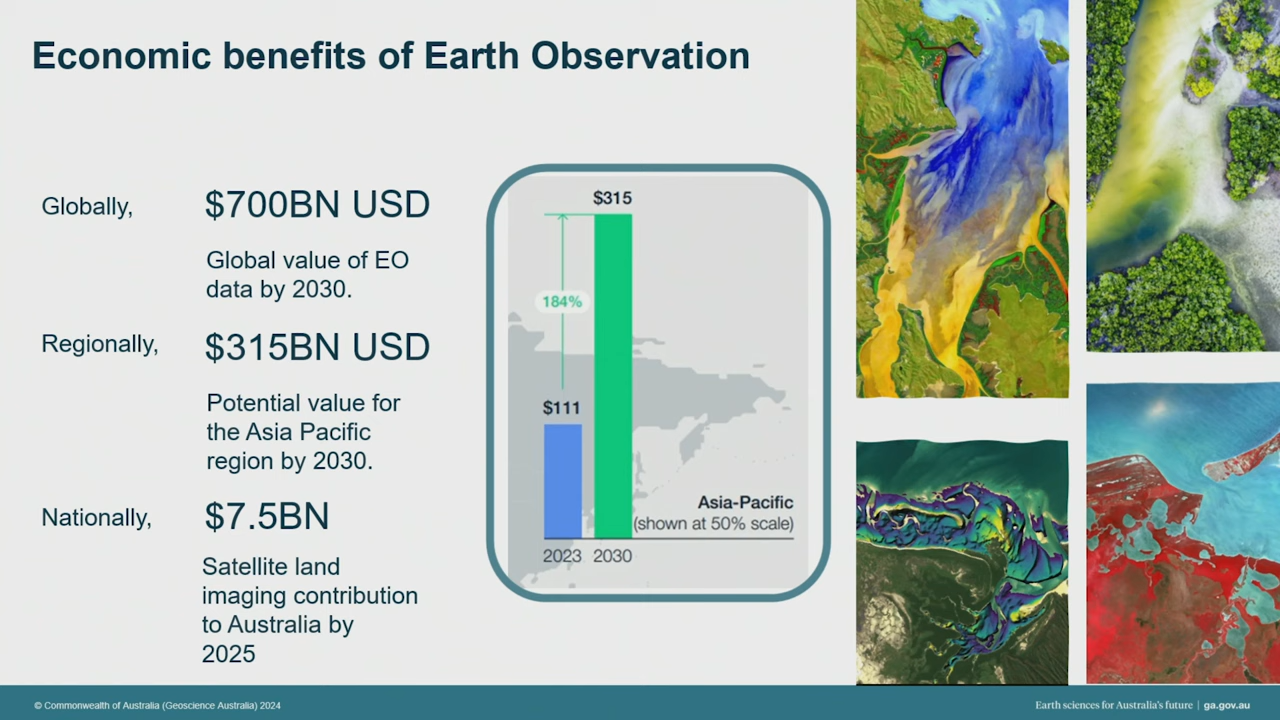 Economic benefits of Earth Observation
Globally,
$700BN USD
Global value of EO
data by 2030.
Regionally,
$315BN USD
Potential value for
the Asia Pacific
region by 2030.
Nationally,
$7.5BN
Satellite land
imaging contribution
to Australia by
2025
$315
184%
$111
Asia-Pacific
(shown at 50% scale)
2023 2030
© Commonwealth of Australia (Geoscience Australia) 2024
Earth sciences for Australia's future | ga.gov.au